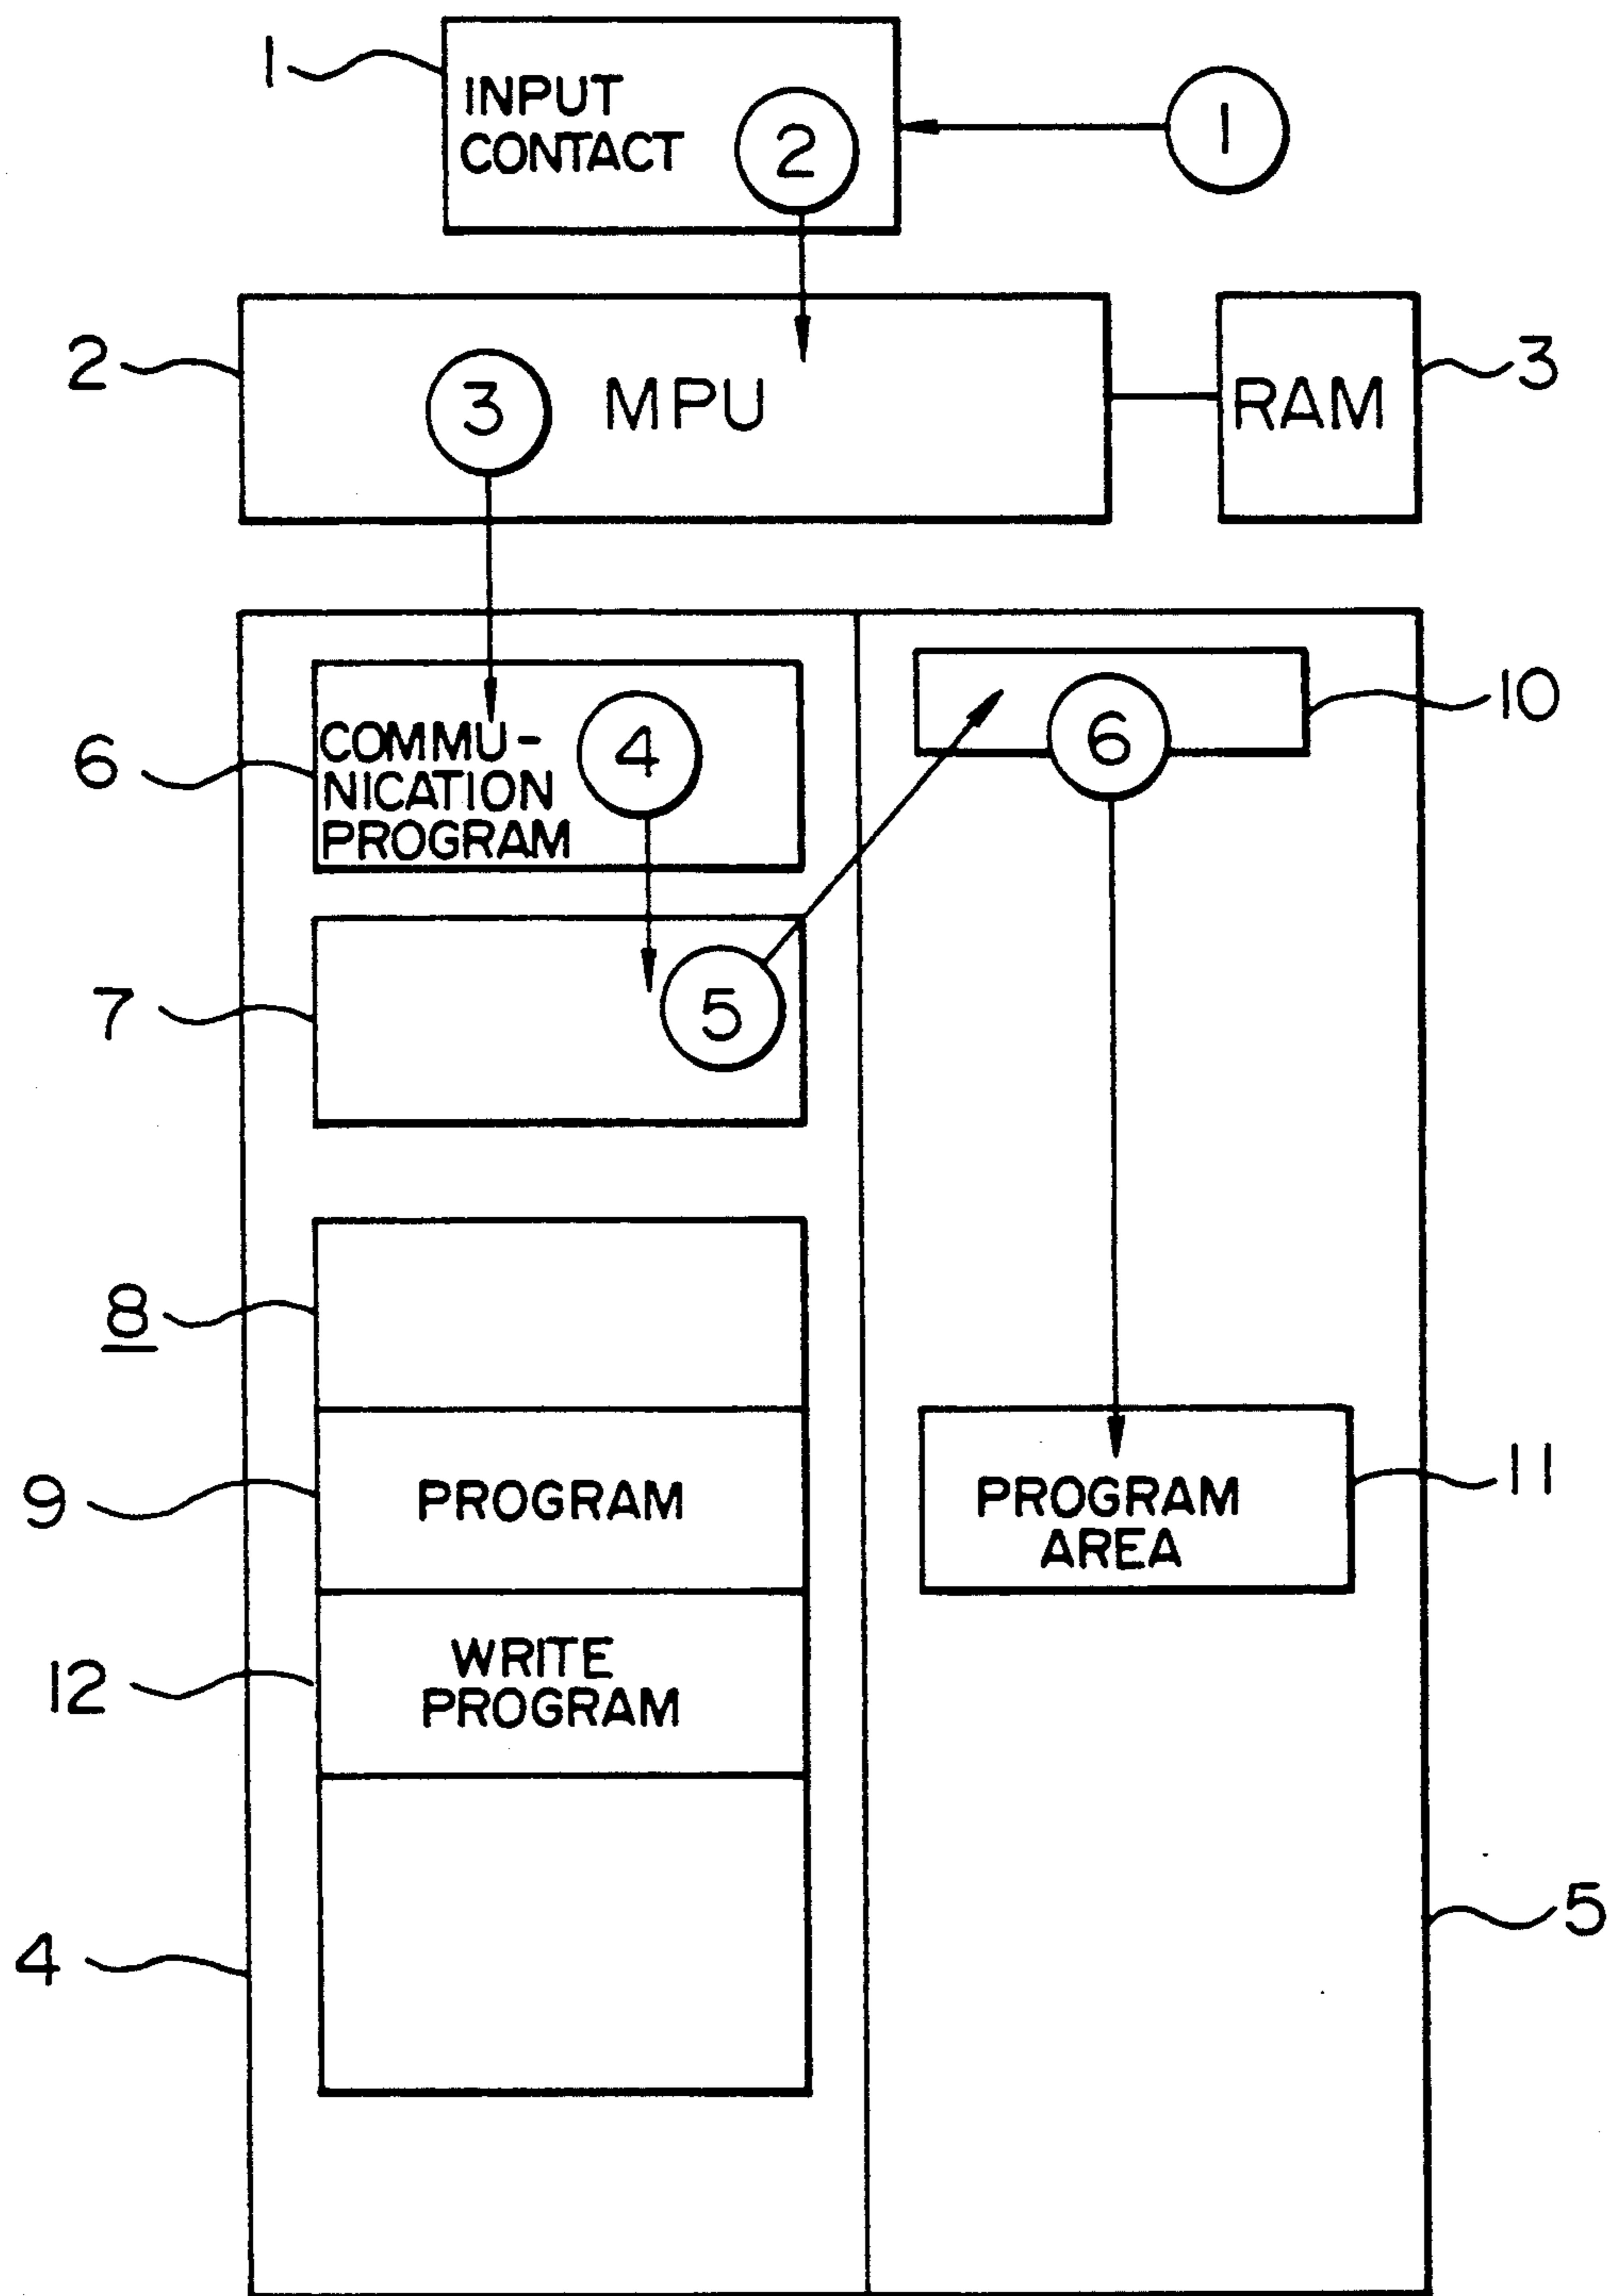 1
INPUT
CONTACT
②
①
2
③
MPU
RAM
3
6
COMMU-
NICATION
PROGRAM
④
⑥
10
7
⑤
8
9
PROGRAM
PROGRAM
AREA
11
12
WRITE
PROGRAM
4
5